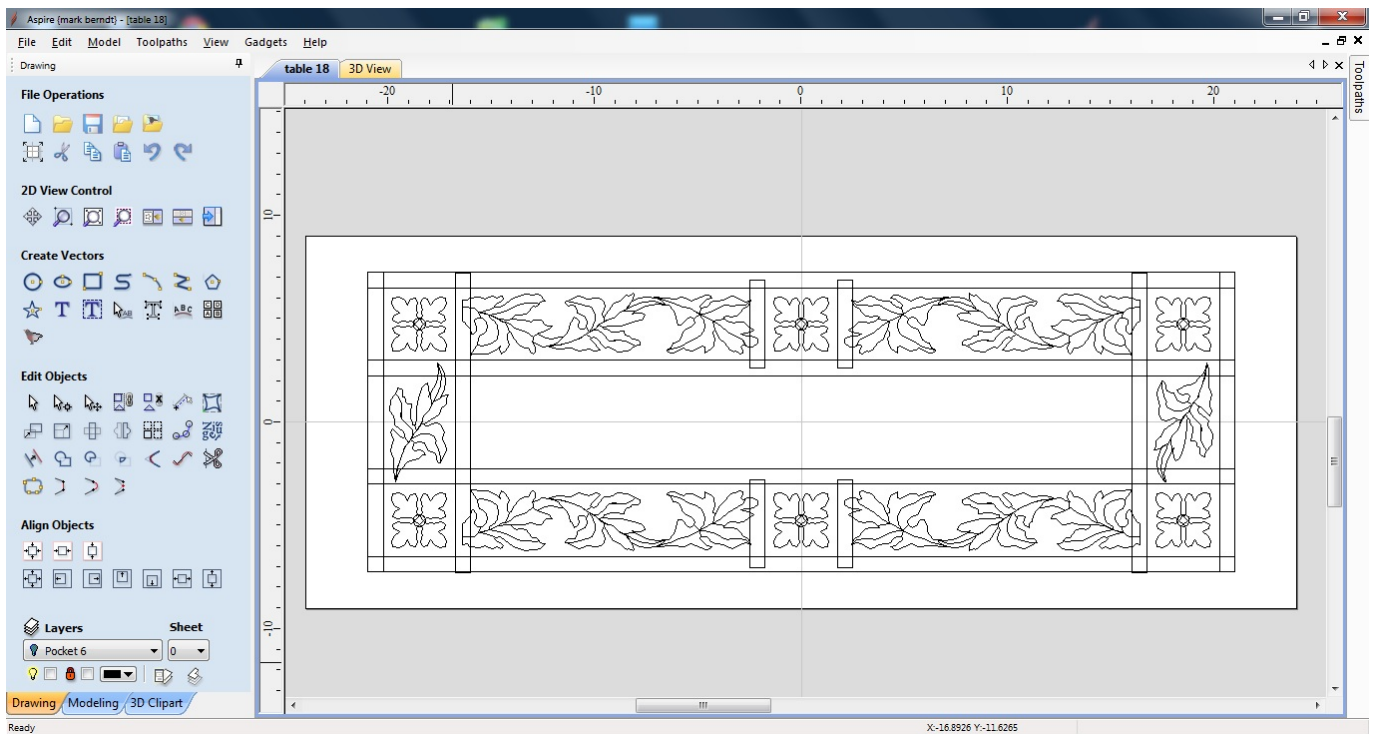 Aspire {mark berndt} - [table 18]
File Edit Model Toolpaths View Gadgets Help
Drawing
table 18 3D View
Toolpaths
File Operations
-20 -10 0 10 20
2D View Control
10
Create Vectors
Edit Objects
0
Align Objects
Layers Sheet
-10
Pocket 6 0
Drawing Modeling 3D Clipart
Ready X:-16.8926 Y:-11.6265